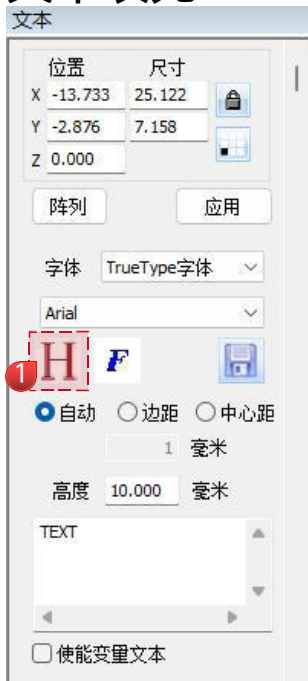 文本
位置 尺寸
X -13.733 25.122
Y -2.876 7.158
Z 0.000
阵列 应用
字体 TrueType字体
Arial
1 H F
自动 边距 中心距
1 毫米
高度 10.000 毫米
TEXT
使能变量文本